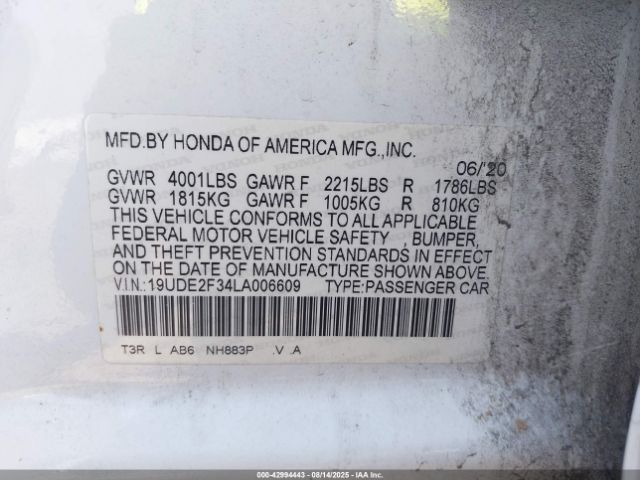 MFD.BY HONDA OF AMERICA MFG.,INC.
06/'20
GVWR 4001LBS GAWR F 2215LBS R 1786LBS
GVWR 1815KG GAWR F 1005KG R 810KG
THIS VEHICLE CONFORMS TO ALL APPLICABLE
FEDERAL MOTOR VEHICLE SAFETY , BUMPER,
AND THEFT PREVENTION STANDARDS IN EFFECT
ON THE DATE OF MANUFACTURE SHOWN ABOVE.
V.I.N.:19UDE2F34LA006609 TYPE:PASSENGER CAR
T3R L AB6 NH883P .V .A
000-42994443 - 08/14/2025 - IAA Inc.